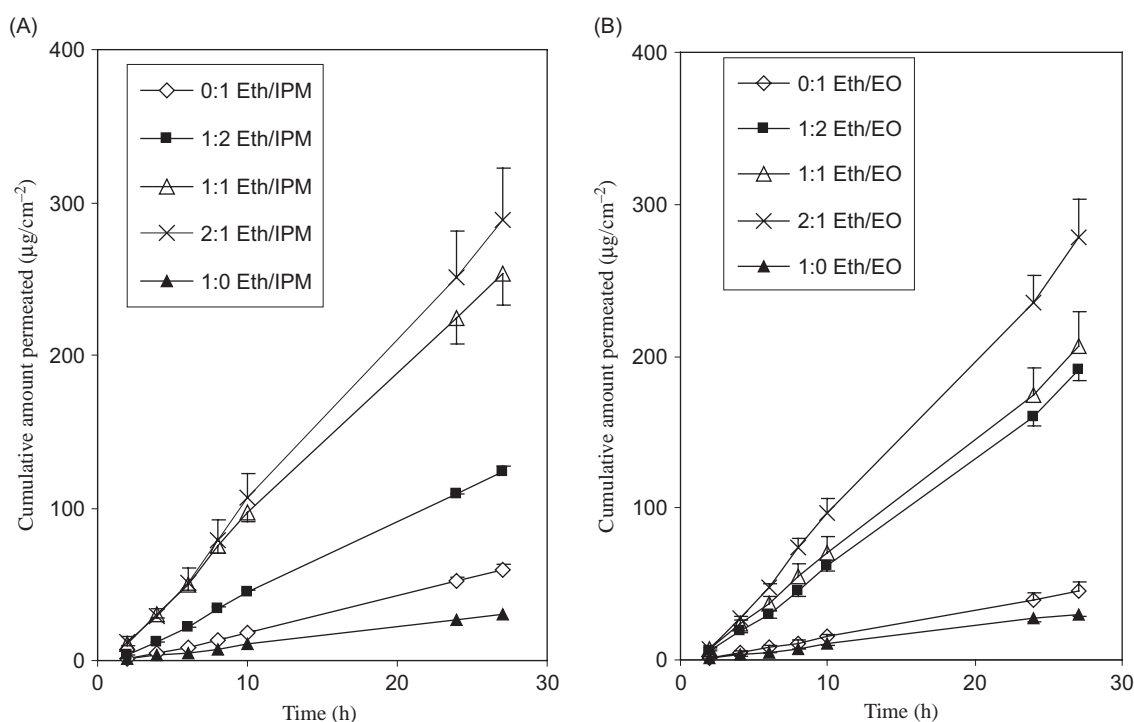 (A)
400
300
200
100
0
0 10 20 30
Cumulative amount permeated (µg/cm⁻²)
Time (h)
0:1 Eth/IPM
1:2 Eth/IPM
1:1 Eth/IPM
2:1 Eth/IPM
1:0 Eth/IPM
(B)
400
300
200
100
0
0 10 20 30
Cumulative amount permeated (µg/cm⁻²)
Time (h)
0:1 Eth/EO
1:2 Eth/EO
1:1 Eth/EO
2:1 Eth/EO
1:0 Eth/EO